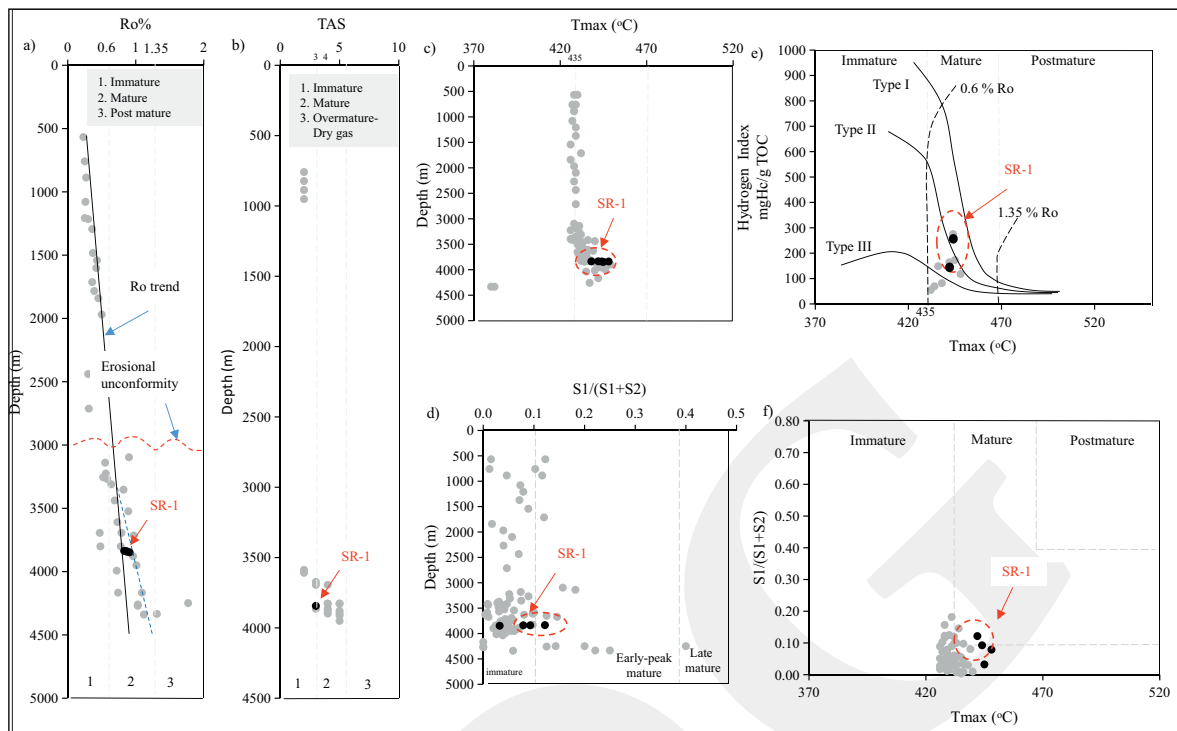 a)
Ro%
0
0.6
1
1.35
2
0
500
1000
1500
2000
2500
3000
3500
4000
4500
5000
Depth (m)
1. Immature
2. Mature
3. Post mature
Ro trend
Erosional
unconformity
SR-1
1
2
3
b)
TAS
0
3
4
5
10
0
500
1000
1500
2000
2500
3000
3500
4000
4500
Depth (m)
1. Immature
2. Mature
3. Overmature-
Dry gas
SR-1
1
2
3
c)
Tmax (°C)
370
420
435
470
520
0
500
1000
1500
2000
2500
3000
3500
4000
4500
5000
Depth (m)
SR-1
d)
S1/(S1+S2)
0.0
0.1
0.2
0.3
0.4
0.5
0
500
1000
1500
2000
2500
3000
3500
4000
4500
5000
Depth (m)
SR-1
immature
Early-peak
mature
Late
mature
e)
1000
900
800
700
600
500
400
300
200
100
0
Hydrogen Index
mgHc/g TOC
Immature
Mature
Postmature
Type I
Type II
Type III
0.6 % Ro
SR-1
1.35 % Ro
370
420
435
470
520
Tmax (°C)
f)
0.80
0.70
0.60
0.50
0.40
0.30
0.20
0.10
0.00
S1/(S1+S2)
Immature
Mature
Postmature
SR-1
370
420
470
520
Tmax (°C)